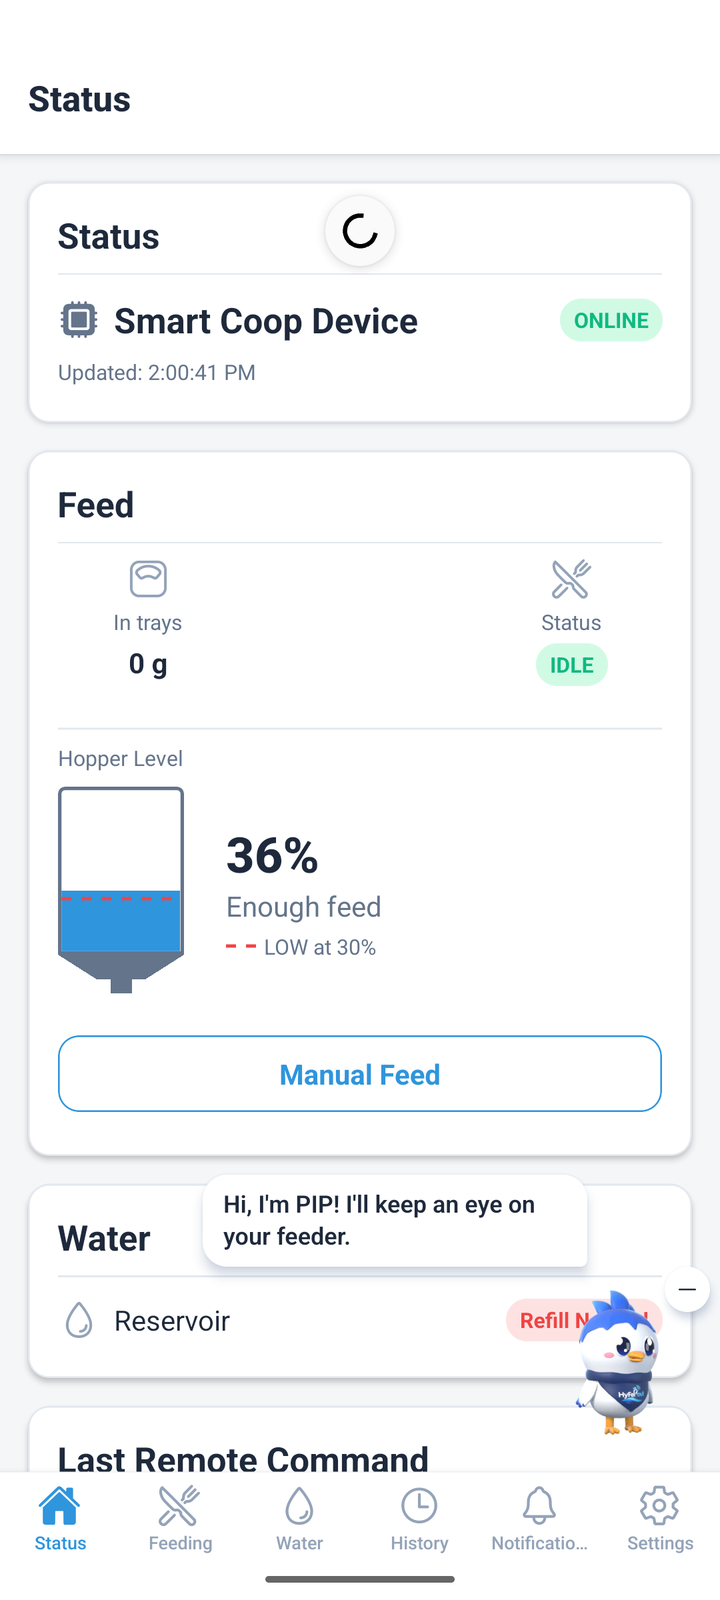 Status
Status
Smart Coop Device
ONLINE
Updated: 2:00:41 PM
Feed
In trays
0 g
Status
IDLE
Hopper Level
36%
Enough feed
LOW at 30%
Manual Feed
Hi, I'm PIP! I'll keep an eye on
your feeder.
Water
Reservoir
Refill
Last Remote Command
Status
Feeding
Water
History
Notificatio...
Settings